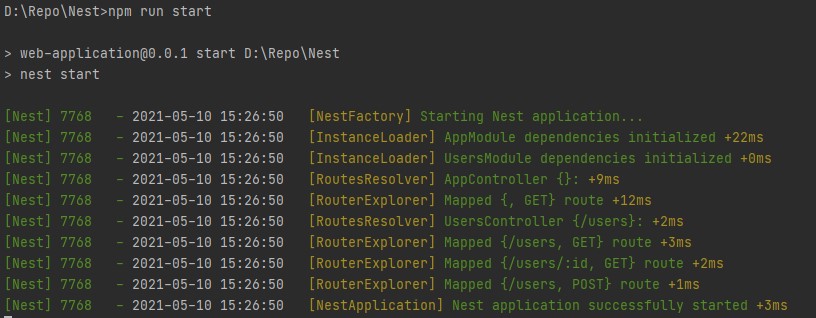 D:\Repo\Nest>npm run start
> web-application@0.0.1 start D:\Repo\Nest
> nest start
[Nest] 7768   - 2021-05-10 15:26:50   [NestFactory] Starting Nest application...
[Nest] 7768   - 2021-05-10 15:26:50   [InstanceLoader] AppModule dependencies initialized +22ms
[Nest] 7768   - 2021-05-10 15:26:50   [InstanceLoader] UsersModule dependencies initialized +0ms
[Nest] 7768   - 2021-05-10 15:26:50   [RoutesResolver] AppController {}: +9ms
[Nest] 7768   - 2021-05-10 15:26:50   [RouterExplorer] Mapped {, GET} route +12ms
[Nest] 7768   - 2021-05-10 15:26:50   [RoutesResolver] UsersController {/users}: +2ms
[Nest] 7768   - 2021-05-10 15:26:50   [RouterExplorer] Mapped {/users, GET} route +3ms
[Nest] 7768   - 2021-05-10 15:26:50   [RouterExplorer] Mapped {/users/:id, GET} route +2ms
[Nest] 7768   - 2021-05-10 15:26:50   [RouterExplorer] Mapped {/users, POST} route +1ms
[Nest] 7768   - 2021-05-10 15:26:50   [NestApplication] Nest application successfully started +3ms